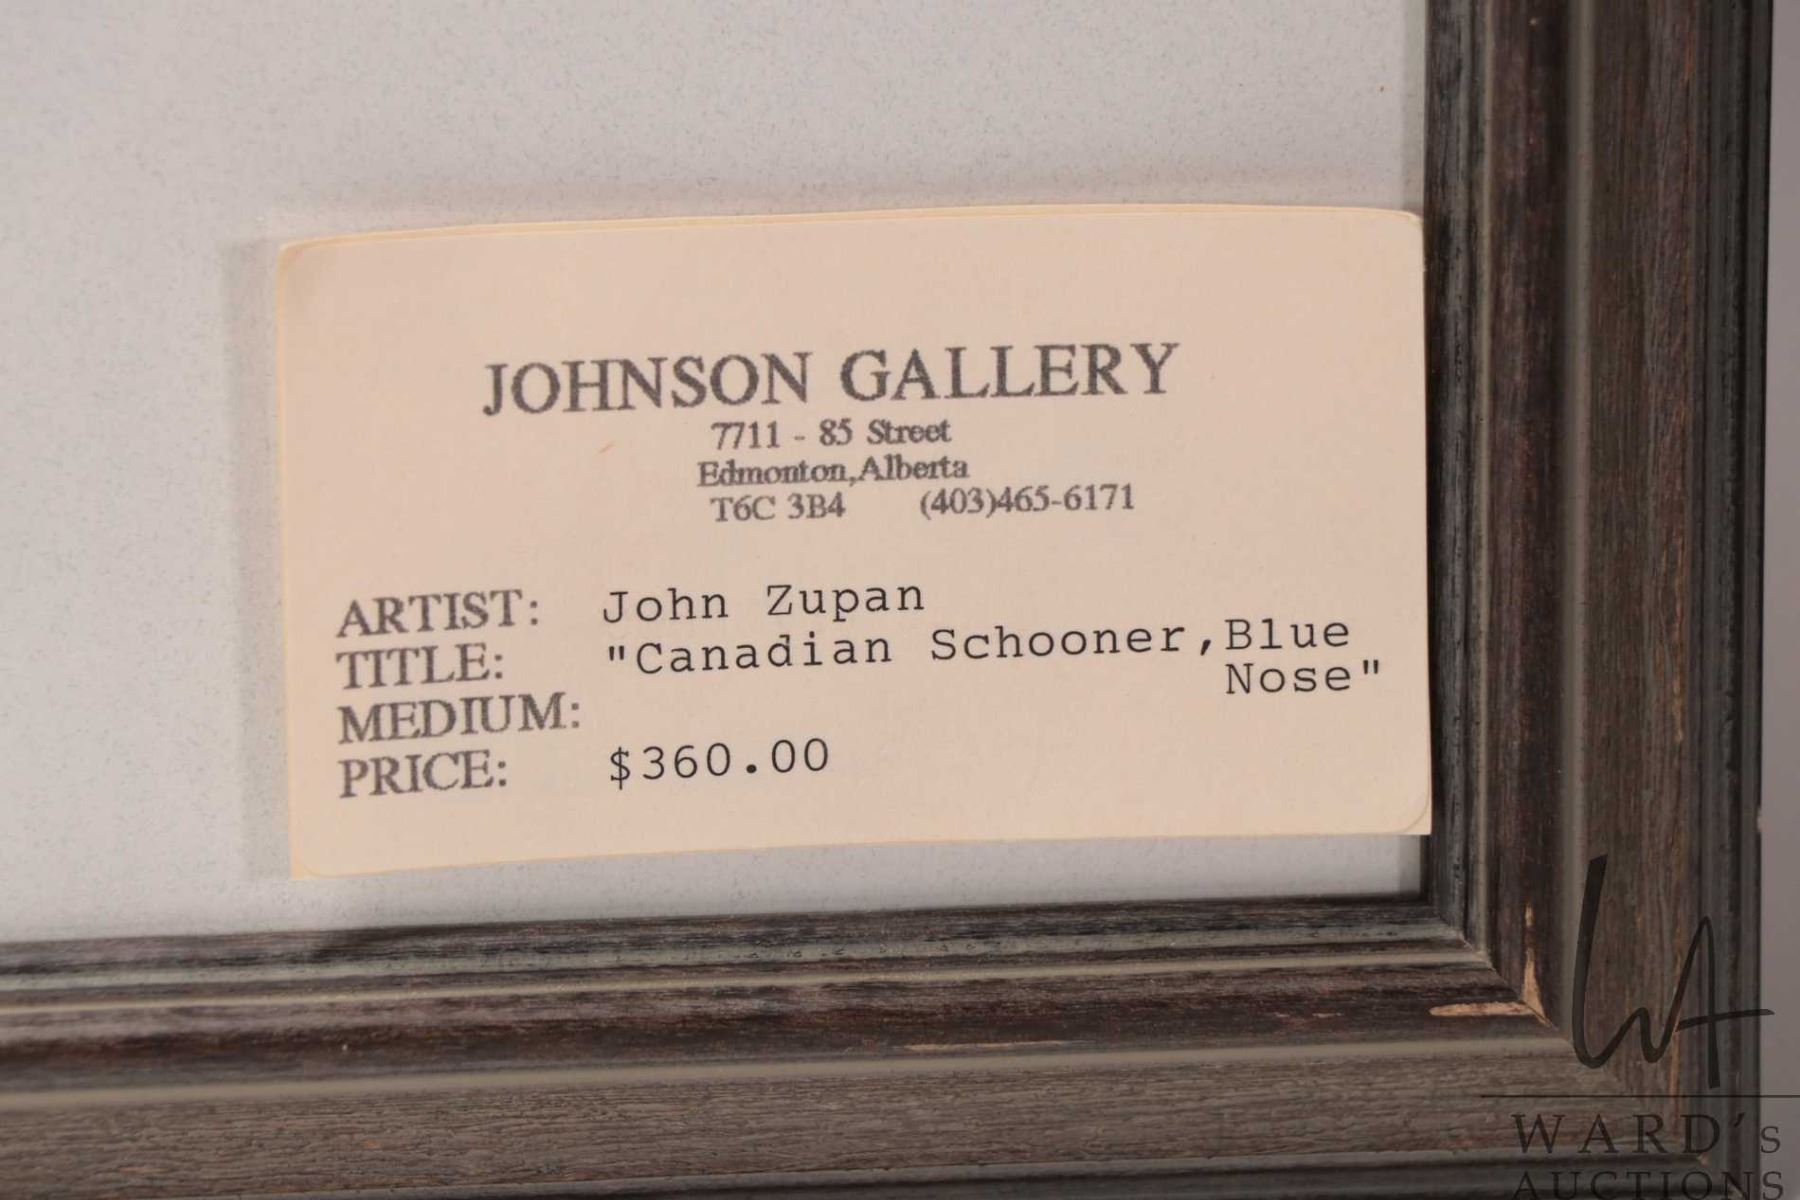 JOHNSON GALLERY
7711 - 85 Street
Edmonton,Alberta
T6C 3B4 (403)465-6171
ARTIST: John Zupan
TITLE: "Canadian Schooner,Blue
Nose"
MEDIUM:
PRICE: $360.00
WA
WARD's
AUCTIONS